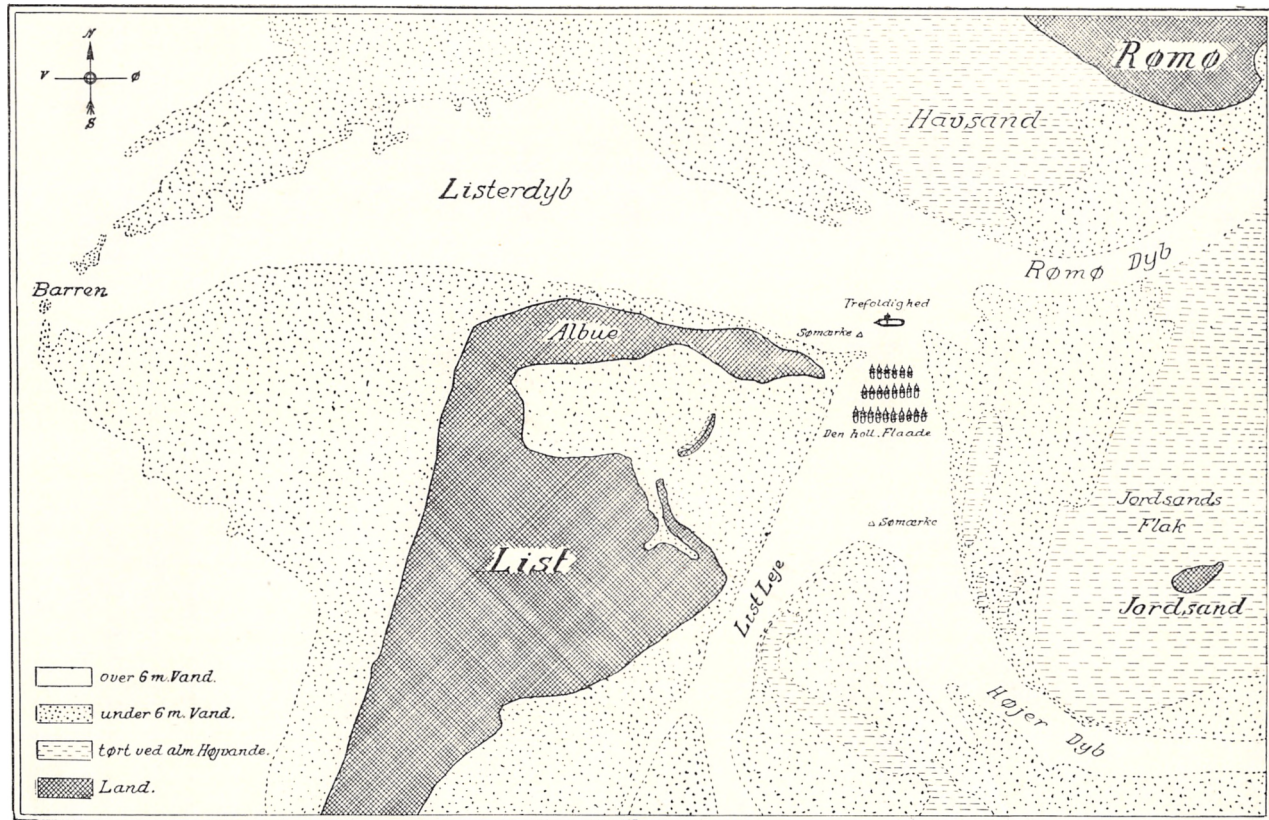 N
V
Ø
S
Rømø
Havsand
Listerdyb
Rømø Dyb
Barren
Trefoldighed
Albue
Sømærke
Den holl. Flaade
Jordsands
Flak
Sømærke
List
List Leje
Jordsand
over 6 m. Vand.
under 6 m. Vand.
tørt ved alm Højvande.
Land.
Højer Dyb